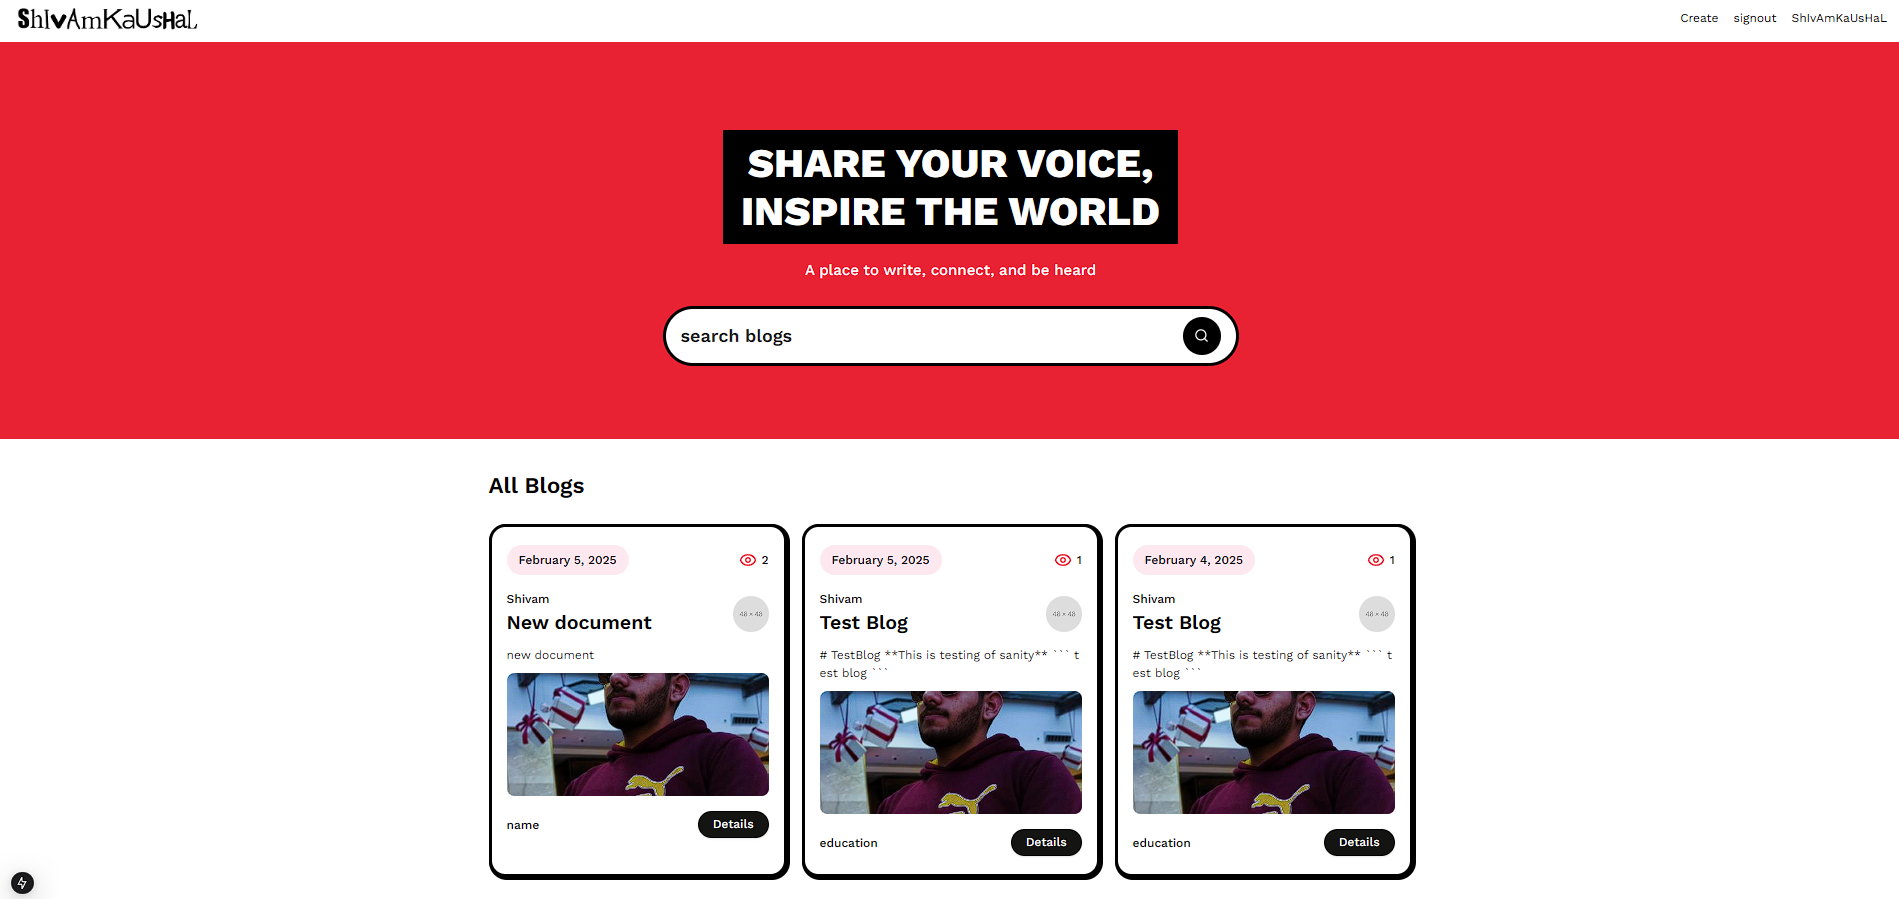 ShIvAmKaUsHaL
Create signout ShIvAmKaUsHaL
SHARE YOUR VOICE,
INSPIRE THE WORLD
A place to write, connect, and be heard
search blogs
All Blogs
February 5, 2025 2
Shivam
New document
48 × 48
new document
name Details
February 5, 2025 1
Shivam
Test Blog
48 × 48
# TestBlog **This is testing of sanity** ``` t
est blog ```
education Details
February 4, 2025 1
Shivam
Test Blog
48 × 48
# TestBlog **This is testing of sanity** ``` t
est blog ```
education Details